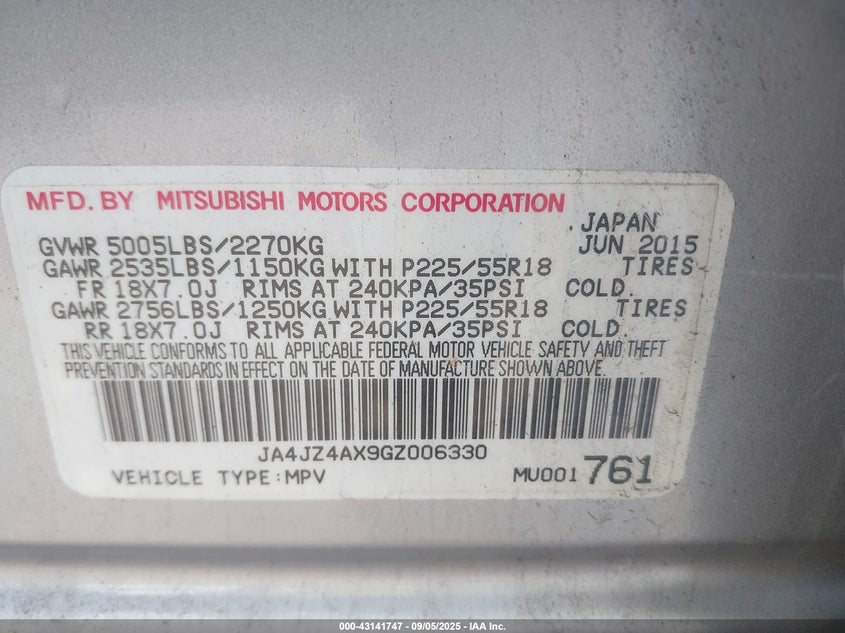 MFD. BY MITSUBISHI MOTORS CORPORATION
JAPAN
GVWR 5005LBS/2270KG JUN 2015
GAWR 2535LBS/1150KG WITH P225/55R18 TIRES
FR 18X7.0J RIMS AT 240KPA/35PSI COLD.
GAWR 2756LBS/1250KG WITH P225/55R18 TIRES
RR 18X7.0J RIMS AT 240KPA/35PSI COLD.
THIS VEHICLE CONFORMS TO ALL APPLICABLE FEDERAL MOTOR VEHICLE SAFETY AND THEFT
PREVENTION STANDARDS IN EFFECT ON THE DATE OF MANUFACTURE SHOWN ABOVE.
JA4JZ4AX9GZ006330
VEHICLE TYPE:MPV MU001 761
000-43141747 - 09/05/2025 - IAA Inc.